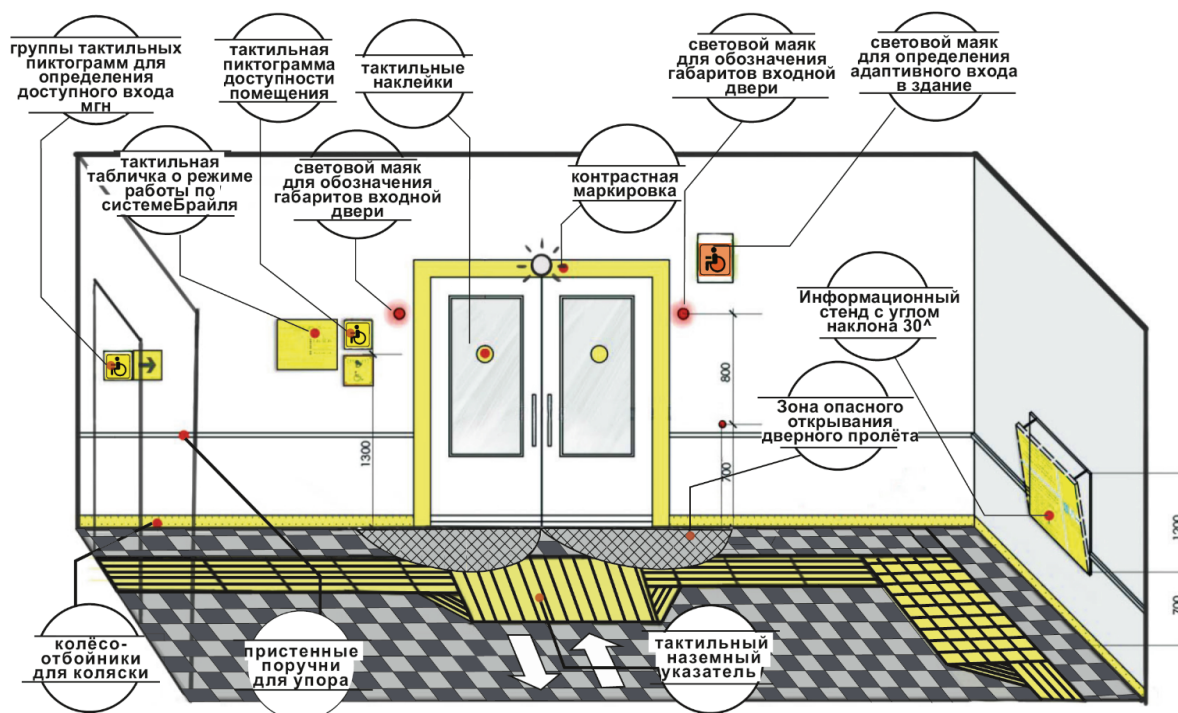 группы тактильных
пиктограмм для
определения
доступного входа
мгн
тактильная
пиктограмма
доступности
помещения
тактильные
наклейки
световой маяк
для обозначения
габаритов входной
двери
световой маяк
для определения
адаптивного входа
в здание
тактильная
табличка о режиме
работы по
системеБрайля
световой маяк
для обозначения
габаритов входной
двери
контрастная
маркировка
Информационный
стенд с углом
наклона 30^
Зона опасного
открывания
дверного пролёта
800
700
1300
1200
700
колёсо-
отбойники
для коляски
пристенные
поручни
для упора
тактильный
наземный
указатель